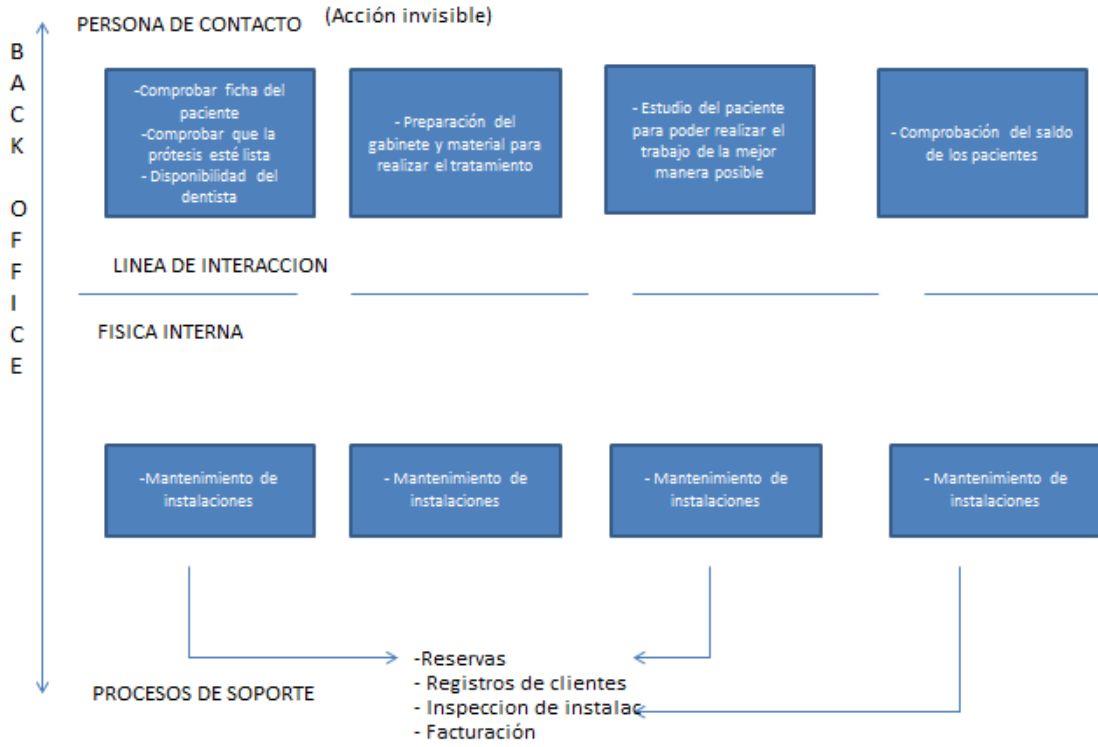 PERSONA DE CONTACTO (Acción invisible)
B
A
C
K
O
F
F
I
C
E
-Comprobar ficha del
paciente
-Comprobar que la
prótesis esté lista
- Disponibilidad del
dentista
- Preparación del
gabinete y material para
realizar el tratamiento
- Estudio del paciente
para poder realizar el
trabajo de la mejor
manera posible
- Comprobación del saldo
de los pacientes
LINEA DE INTERACCION
FISICA INTERNA
-Mantenimiento de
instalaciones
- Mantenimiento de
instalaciones
- Mantenimiento de
instalaciones
- Mantenimiento de
instalaciones
PROCESOS DE SOPORTE
-Reservas
- Registros de clientes
- Inspeccion de instalac
- Facturación